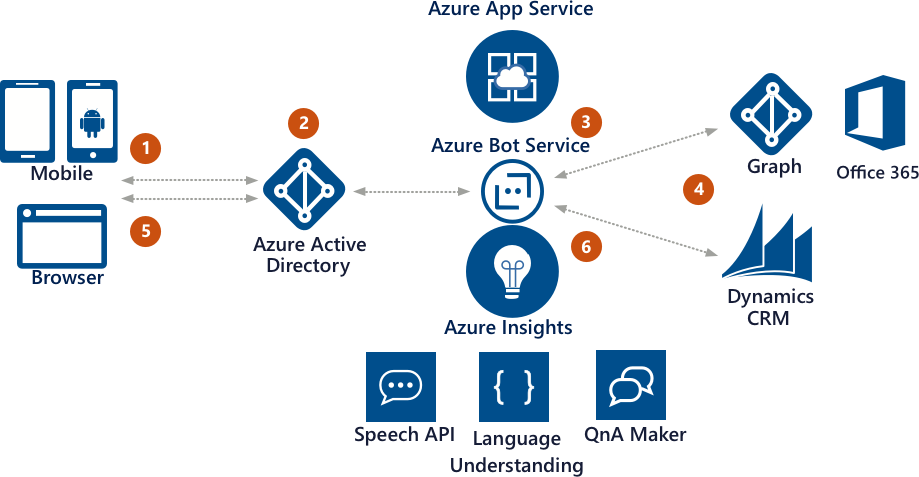 Azure App Service
1
2
3
Azure Bot Service
Mobile
Graph
Office 365
4
5
Browser
Azure Active
Directory
6
Dynamics
CRM
Azure Insights
Speech API
Language
Understanding
QnA Maker